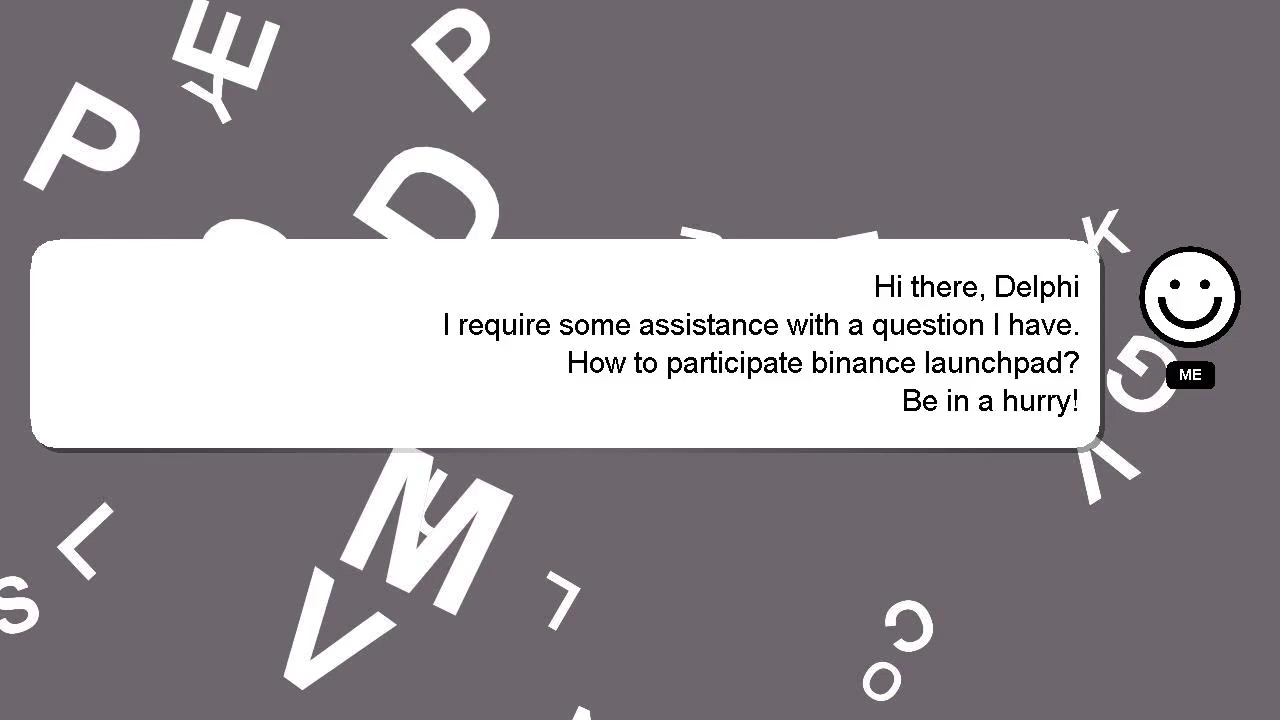 Hi there, Delphi
I require some assistance with a question I have.
How to participate binance launchpad?
Be in a hurry!
ME
P
E
Y
P
D
K
G
V
M
L
S
V
L
C
O